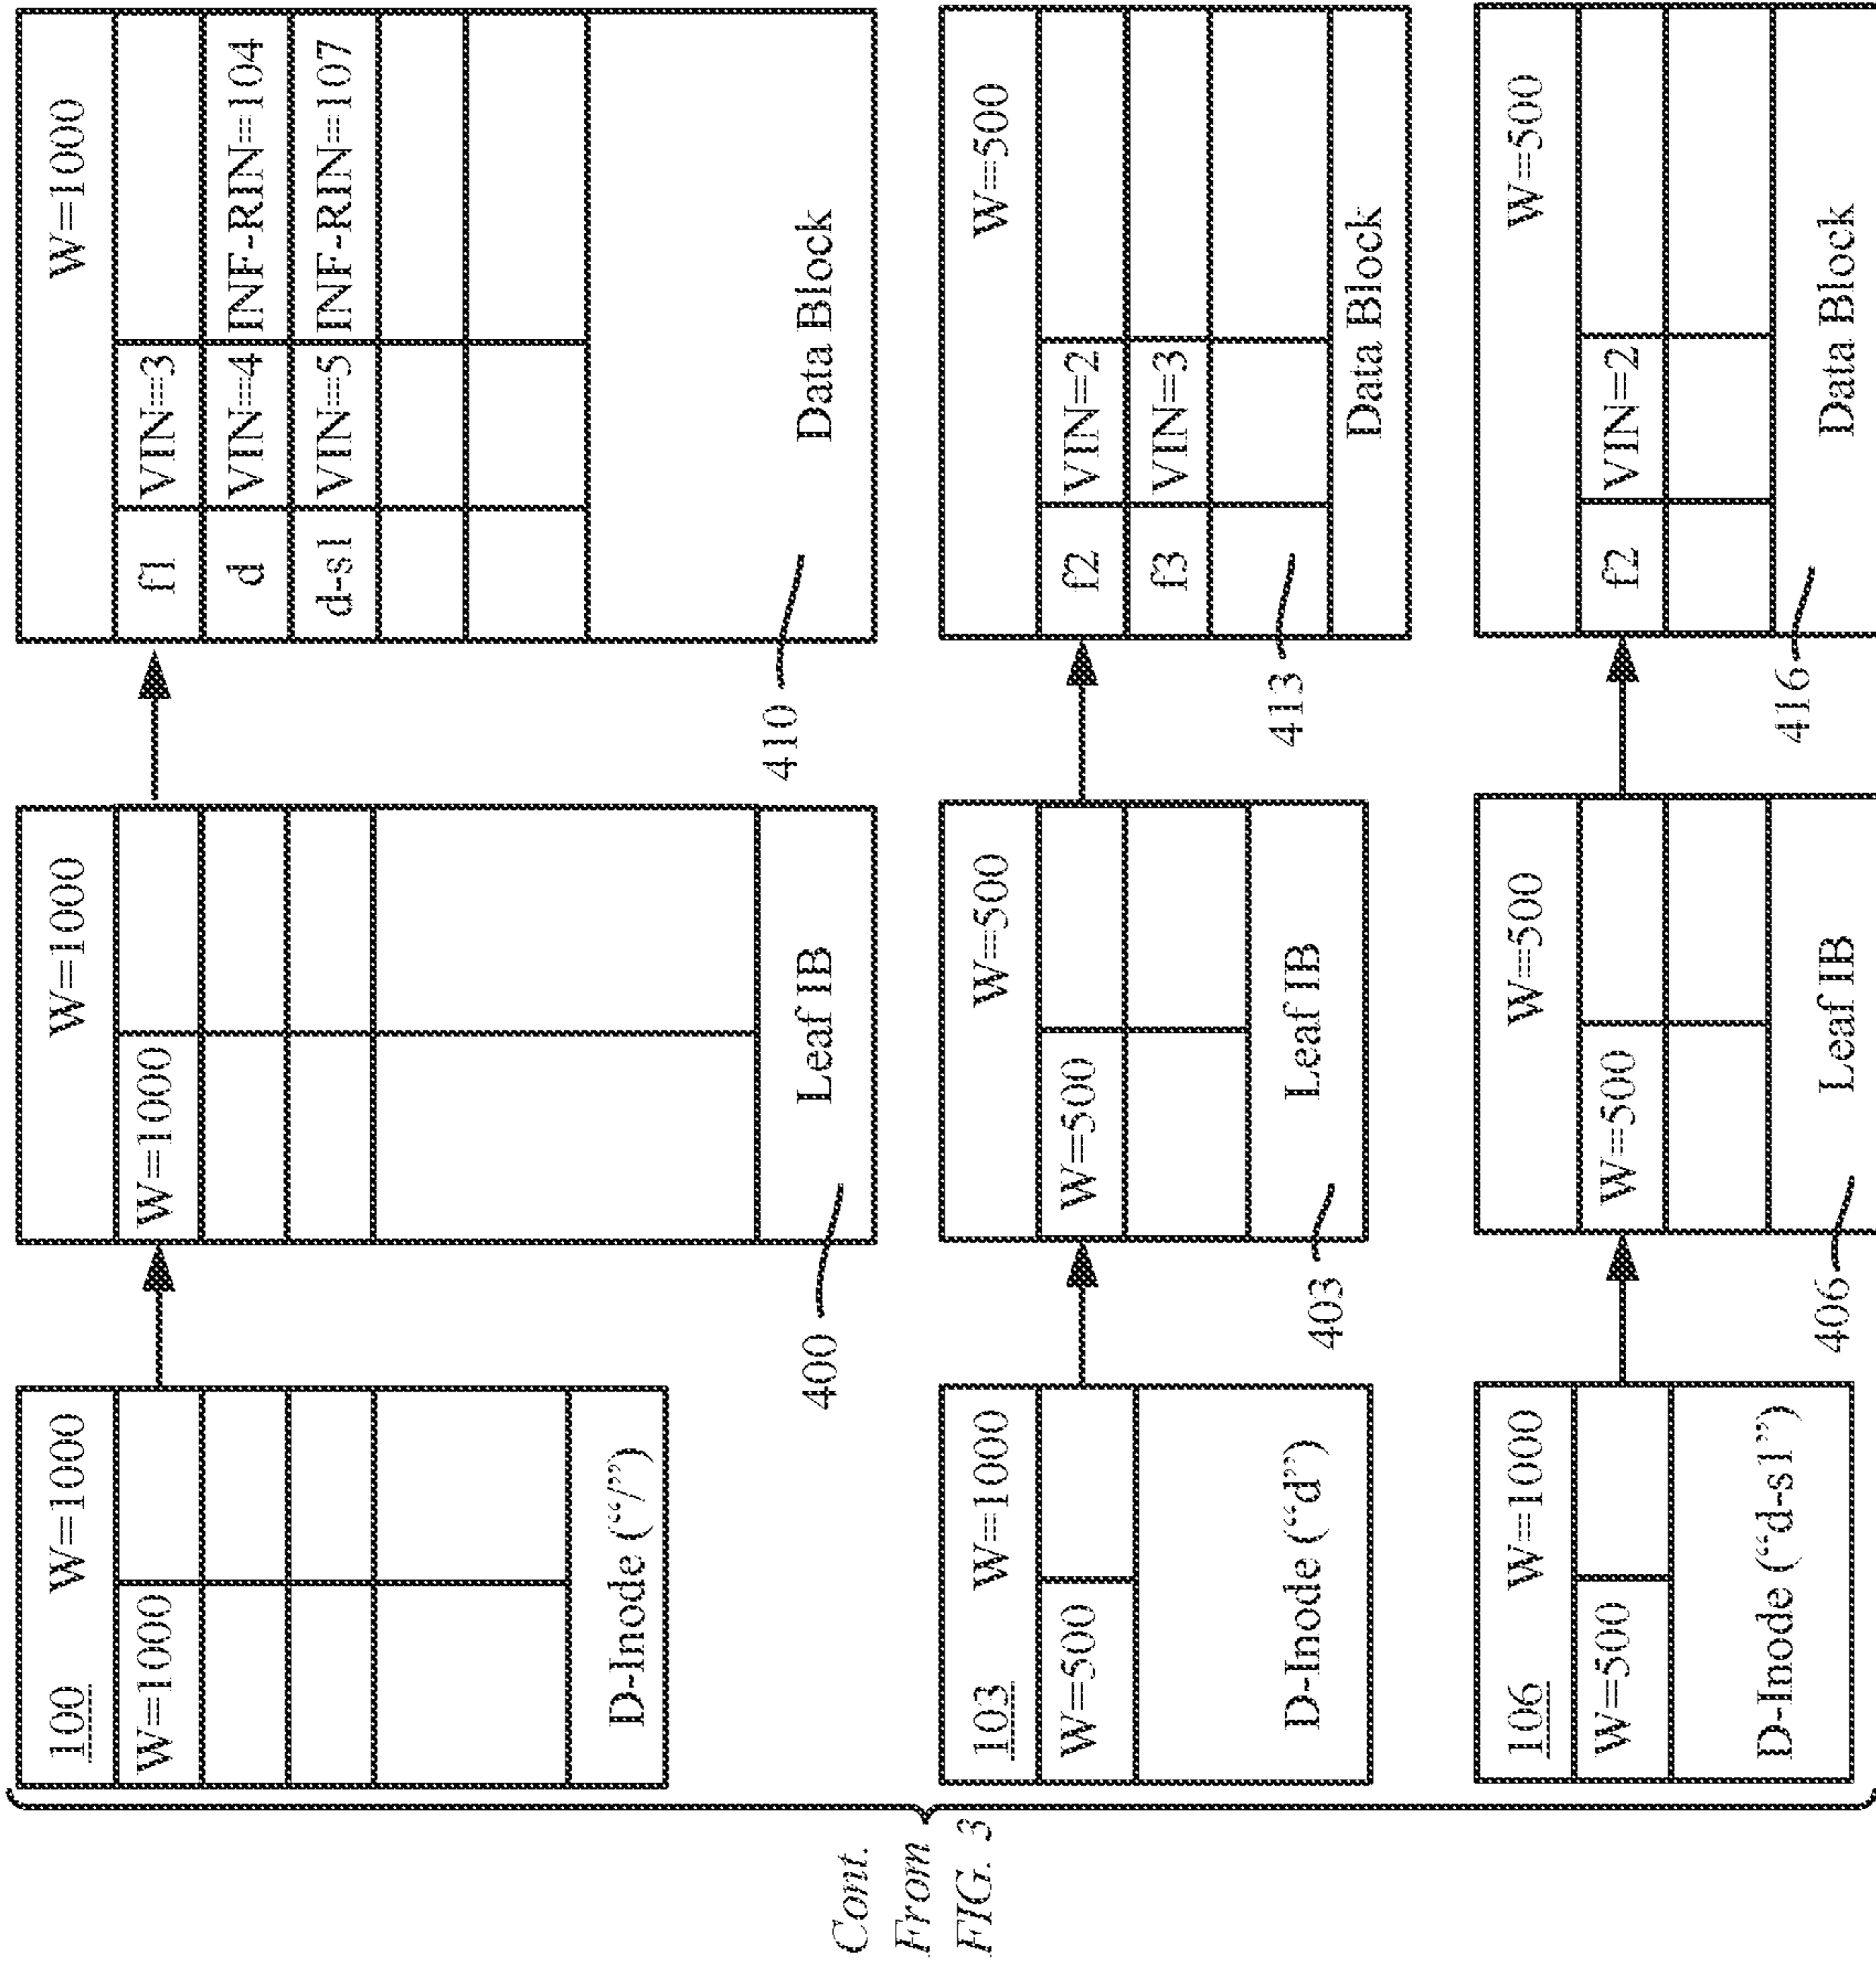 Cont.
From
FIG. 3
100 W=1000
W=1000
D-Inode (“/”)
W=1000
W=1000
Leaf IB
400
W=1000
f1 VIN=3
d VIN=4 INF-RIN=104
d-s1 VIN=5 INF-RIN=107
Data Block
410
103 W=1000
W=500
D-Inode (“d”)
W=500
W=500
Leaf IB
403
W=500
f2 VIN=2
f3 VIN=3
Data Block
413
106 W=1000
W=500
D-Inode (“d-s1”)
W=500
W=500
Leaf IB
406
W=500
f2 VIN=2
Data Block
416